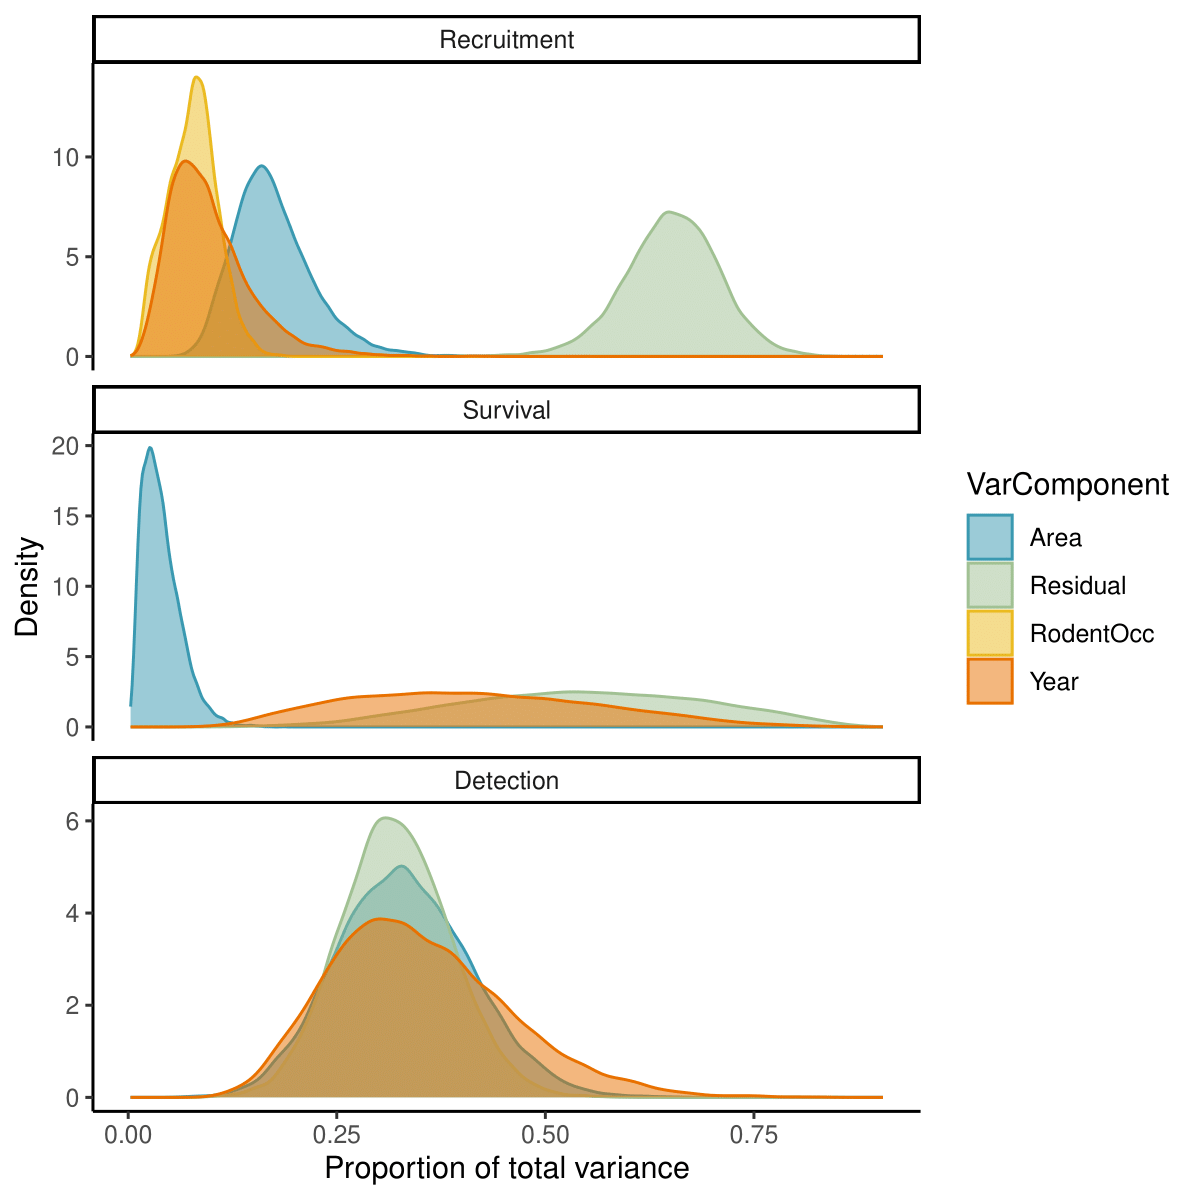 Recruitment
10
5
0
Survival
20
15
10
5
0
Density
Detection
6
4
2
0
0.00 0.25 0.50 0.75
Proportion of total variance
VarComponent
Area
Residual
RodentOcc
Year